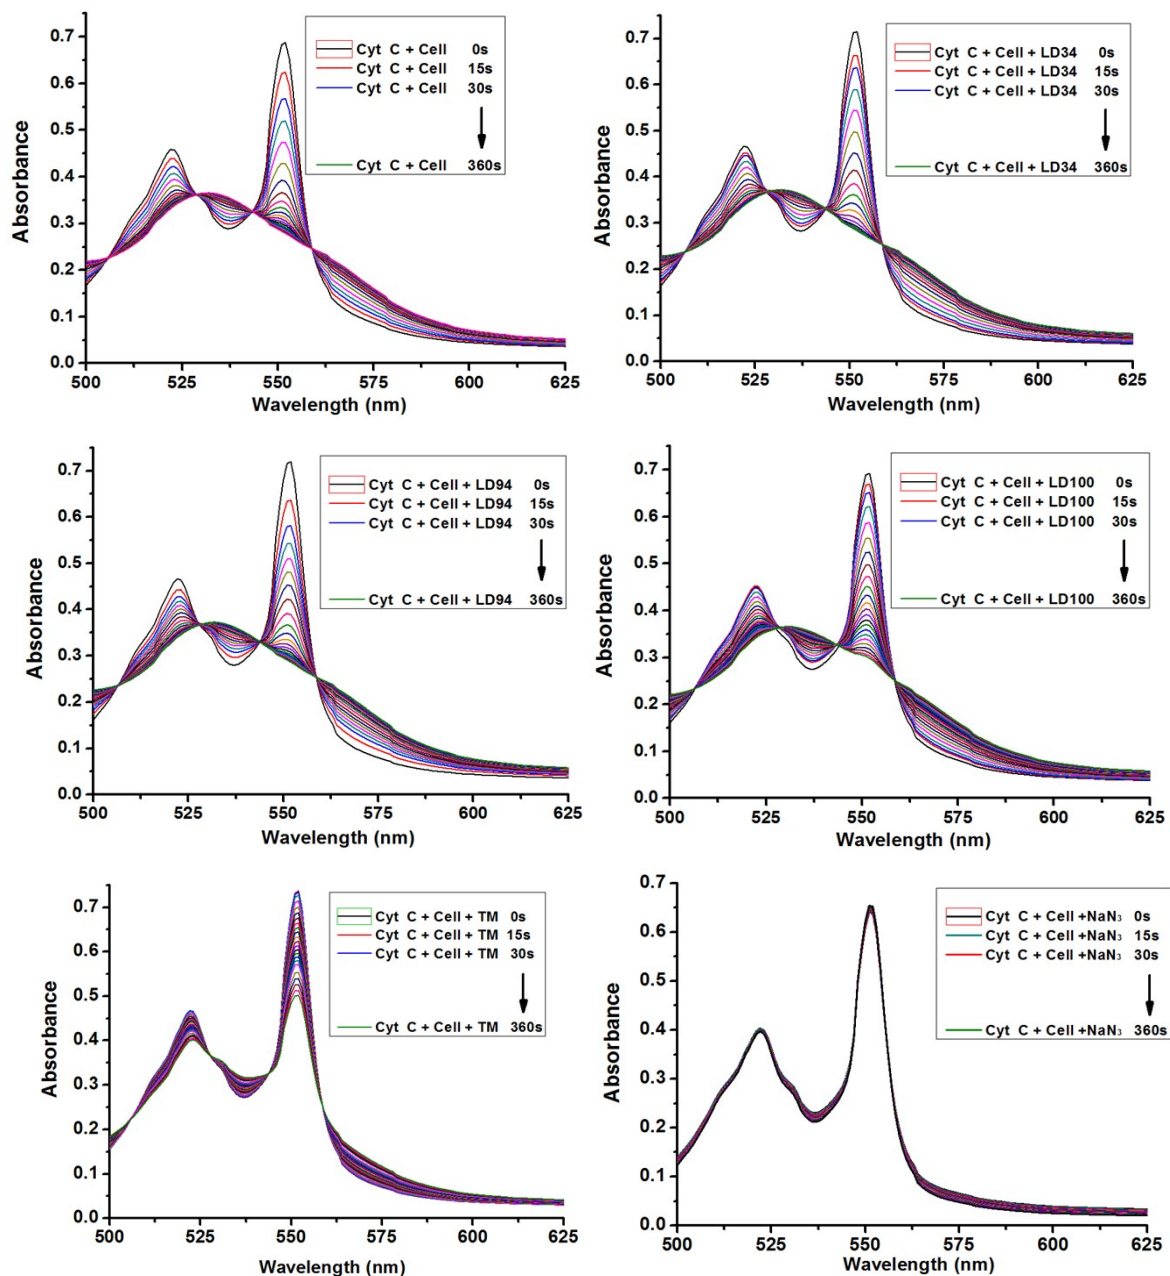 Absorbance
0.7
0.6
0.5
0.4
0.3
0.2
0.1
0.0
500 525 550 575 600 625
Wavelength (nm)
Cyt C + Cell 0s
Cyt C + Cell 15s
Cyt C + Cell 30s
Cyt C + Cell 360s
Absorbance
0.7
0.6
0.5
0.4
0.3
0.2
0.1
0.0
500 525 550 575 600 625
Wavelength (nm)
Cyt C + Cell + LD34 0s
Cyt C + Cell + LD34 15s
Cyt C + Cell + LD34 30s
Cyt C + Cell + LD34 360s
Absorbance
0.7
0.6
0.5
0.4
0.3
0.2
0.1
0.0
500 525 550 575 600 625
Wavelength (nm)
Cyt C + Cell + LD94 0s
Cyt C + Cell + LD94 15s
Cyt C + Cell + LD94 30s
Cyt C + Cell + LD94 360s
Absorbance
0.7
0.6
0.5
0.4
0.3
0.2
0.1
0.0
500 525 550 575 600 625
Wavelength (nm)
Cyt C + Cell + LD100 0s
Cyt C + Cell + LD100 15s
Cyt C + Cell + LD100 30s
Cyt C + Cell + LD100 360s
Absorbance
0.7
0.6
0.5
0.4
0.3
0.2
0.1
0.0
500 525 550 575 600 625
Wavelength (nm)
Cyt C + Cell + TM 0s
Cyt C + Cell + TM 15s
Cyt C + Cell + TM 30s
Cyt C + Cell + TM 360s
Absorbance
0.7
0.6
0.5
0.4
0.3
0.2
0.1
0.0
500 525 550 575 600 625
Wavelength (nm)
Cyt C + Cell +NaN₃ 0s
Cyt C + Cell +NaN₃ 15s
Cyt C + Cell +NaN₃ 30s
Cyt C + Cell +NaN₃ 360s